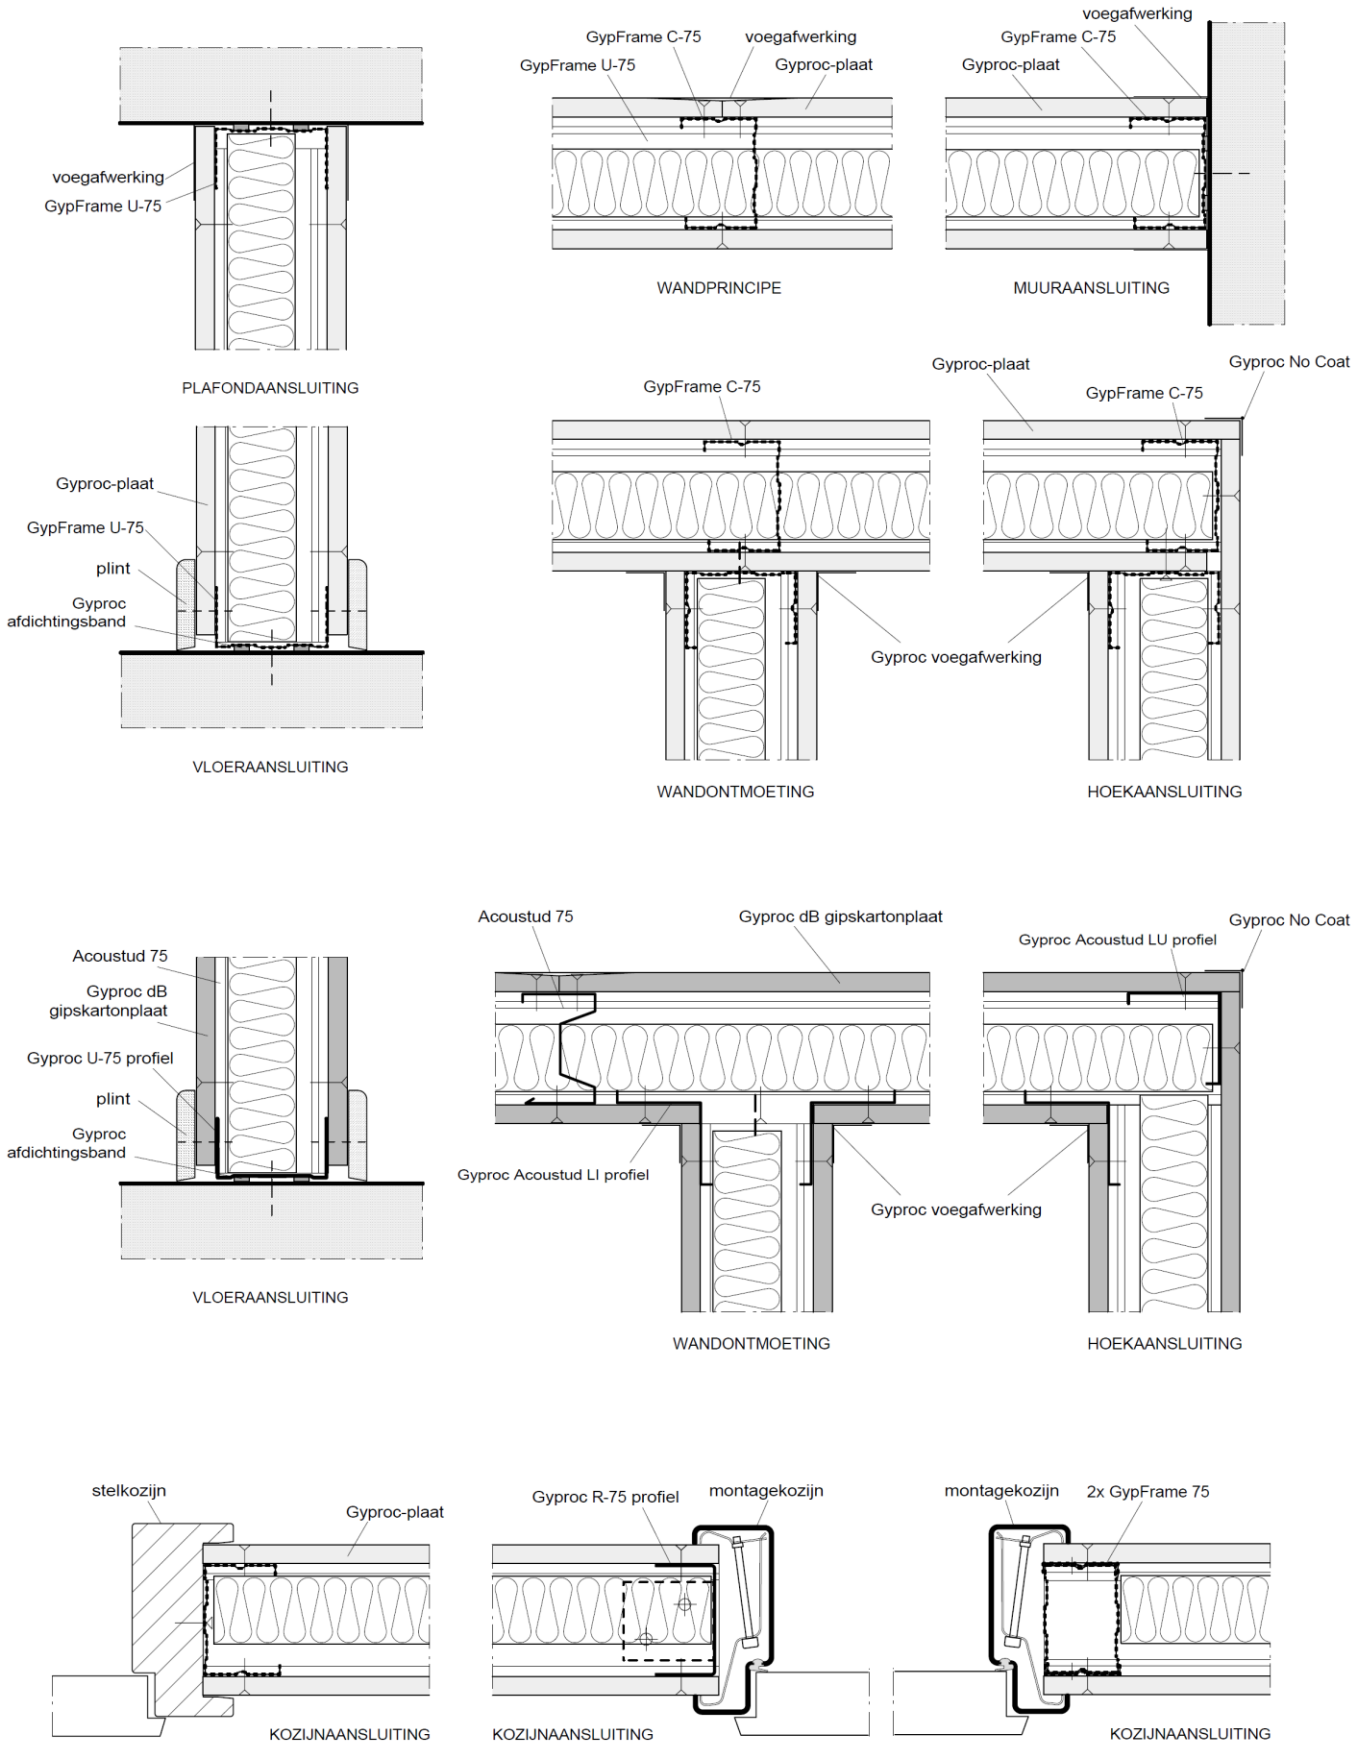 voegafwerking
GypFrame U-75
PLAFONDAANSLUITING
GypFrame C-75
voegafwerking
GypFrame U-75
Gyproc-plaat
WANDPRINCIPE
voegafwerking
GypFrame C-75
Gyproc-plaat
MUURAANSLUITING
Gyproc-plaat
GypFrame U-75
plint
Gyproc
afdichtingsband
VLOERAANSLUITING
GypFrame C-75
Gyproc voegafwerking
WANDONTMOETING
Gyproc-plaat
Gyproc No Coat
GypFrame C-75
HOEKAANSLUITING
Acoustud 75
Gyproc dB
gipskartonplaat
Gyproc U-75 profiel
plint
Gyproc
afdichtingsband
VLOERAANSLUITING
Acoustud 75
Gyproc dB gipskartonplaat
Gyproc Acoustud LI profiel
Gyproc voegafwerking
WANDONTMOETING
Gyproc No Coat
Gyproc Acoustud LU profiel
HOEKAANSLUITING
stelkozijn
Gyproc-plaat
KOZIJNAANSLUITING
Gyproc R-75 profiel
montagekozijn
KOZIJNAANSLUITING
montagekozijn
2x GypFrame 75
KOZIJNAANSLUITING